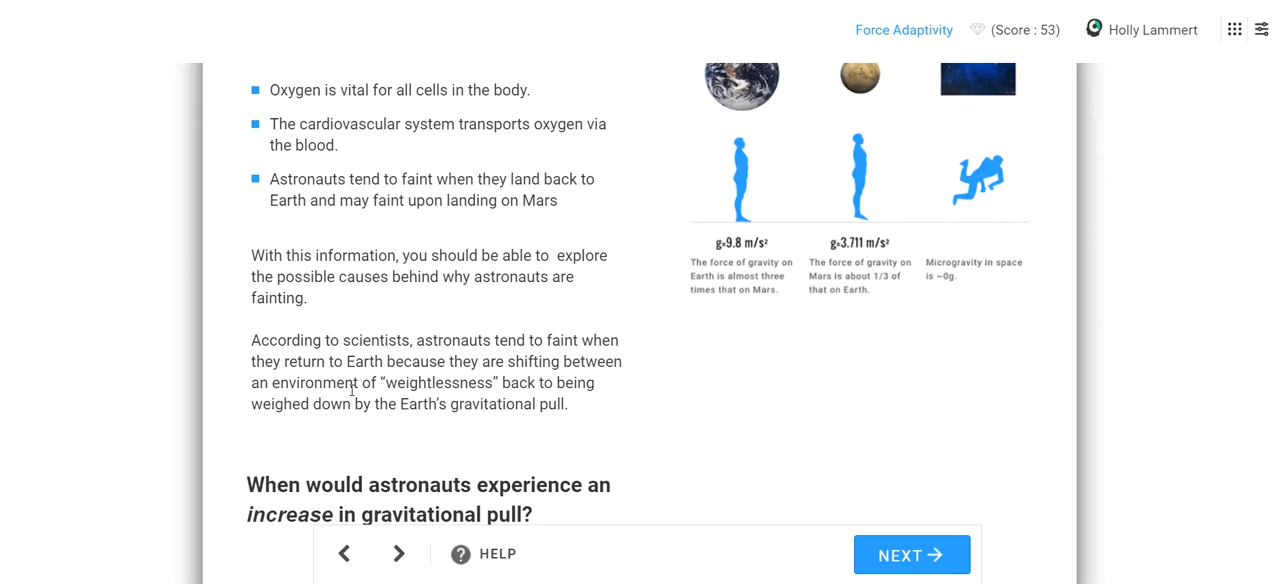 Force Adaptivity (Score : 53) Holly Lammert
Oxygen is vital for all cells in the body.
The cardiovascular system transports oxygen via
the blood.
Astronauts tend to faint when they land back to
Earth and may faint upon landing on Mars
With this information, you should be able to  explore
the possible causes behind why astronauts are
fainting.
According to scientists, astronauts tend to faint when
they return to Earth because they are shifting between
an environment of “weightlessness” back to being
weighed down by the Earth’s gravitational pull.
g=9.8 m/s²
The force of gravity on
Earth is almost three
times that on Mars.
g=3.711 m/s²
The force of gravity on
Mars is about 1/3 of
that on Earth.
Microgravity in space
is ~0g.
When would astronauts experience an
increase in gravitational pull?
? HELP
NEXT